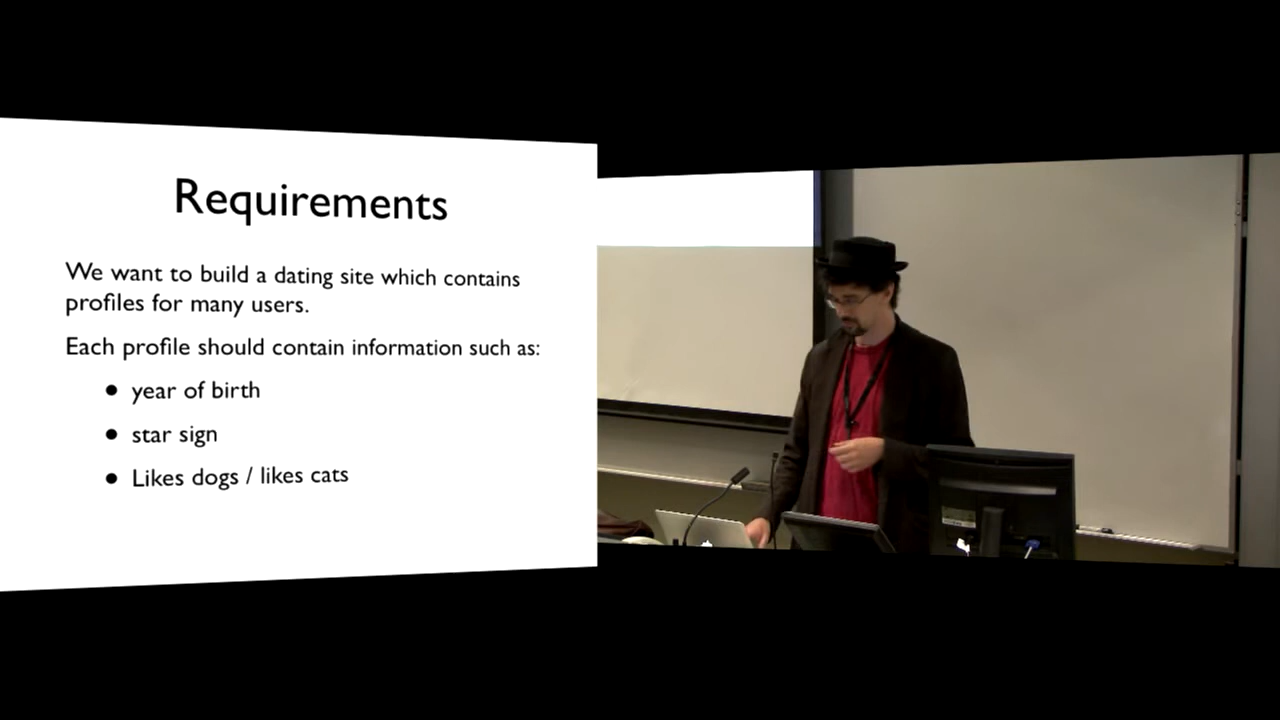 Requirements
We want to build a dating site which contains
profiles for many users.
Each profile should contain information such as:
● year of birth
● star sign
● Likes dogs / likes cats